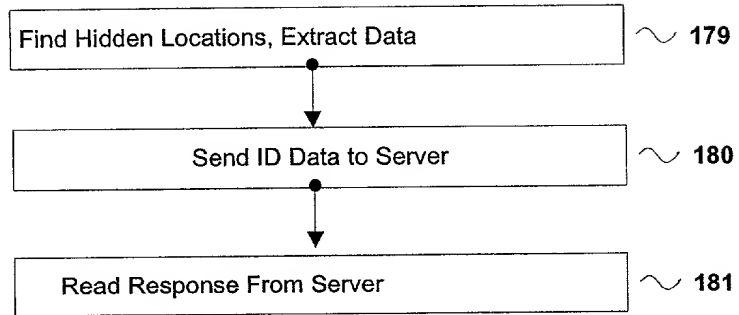 Find Hidden Locations, Extract Data 179
Send ID Data to Server 180
Read Response From Server 181